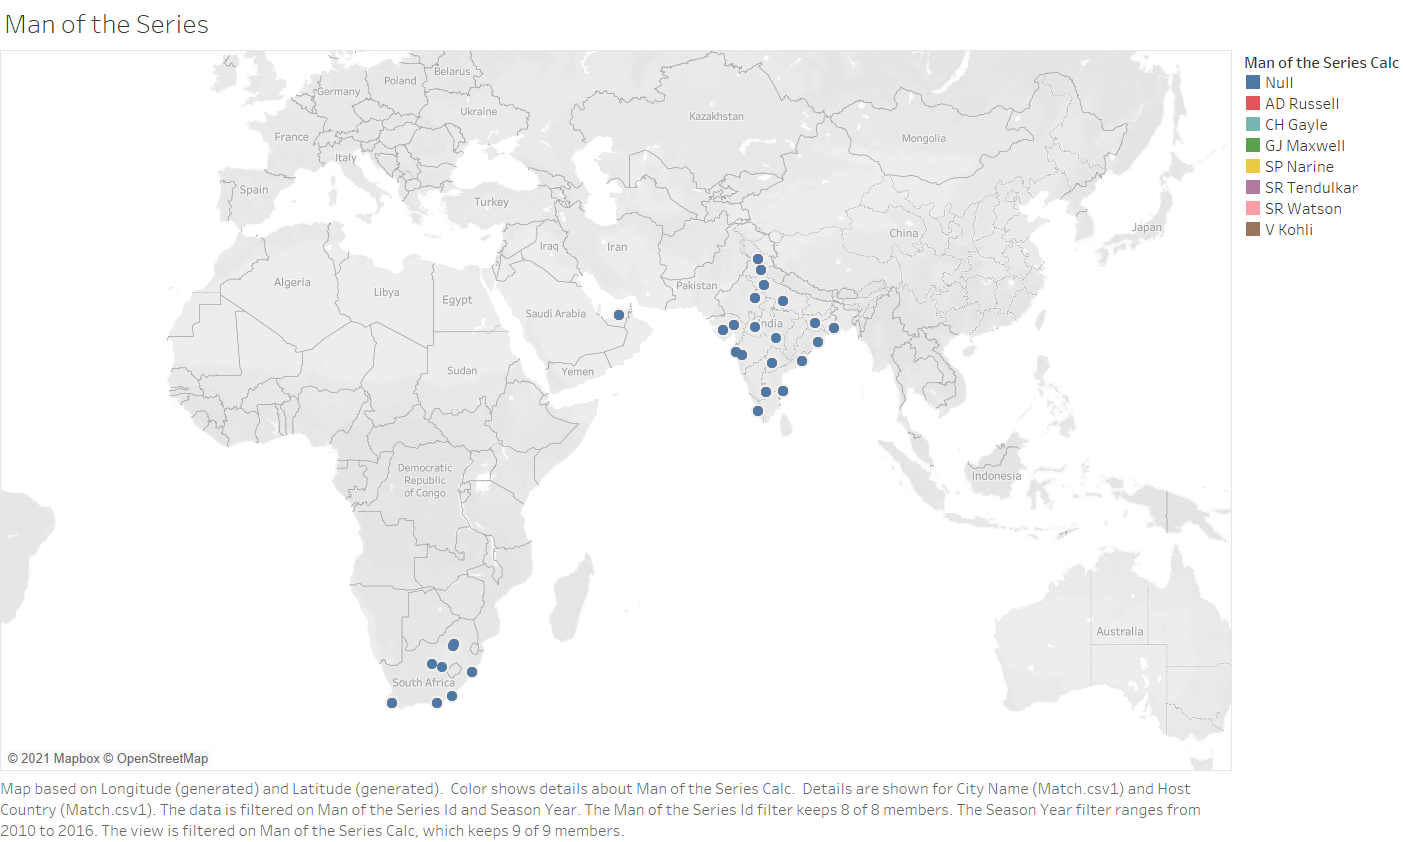 Man of the Series
Man of the Series Calc
Null
AD Russell
CH Gayle
GJ Maxwell
SP Narine
SR Tendulkar
SR Watson
V Kohli
Belarus
Poland
Germany
Ukraine
Kazakhstan
France
Mongolia
Italy
Spain
Turkey
Japan
China
Iraq
Iran
Algeria
Libya
Egypt
Pakistan
Saudi Arabia
India
Sudan
Yemen
Democratic
Republic
of Congo
Indonesia
Australia
South Africa
© 2021 Mapbox © OpenStreetMap
Map based on Longitude (generated) and Latitude (generated).  Color shows details about Man of the Series Calc.  Details are shown for City Name (Match.csv1) and Host
Country (Match.csv1). The data is filtered on Man of the Series Id and Season Year. The Man of the Series Id filter keeps 8 of 8 members. The Season Year filter ranges from
2010 to 2016. The view is filtered on Man of the Series Calc, which keeps 9 of 9 members.